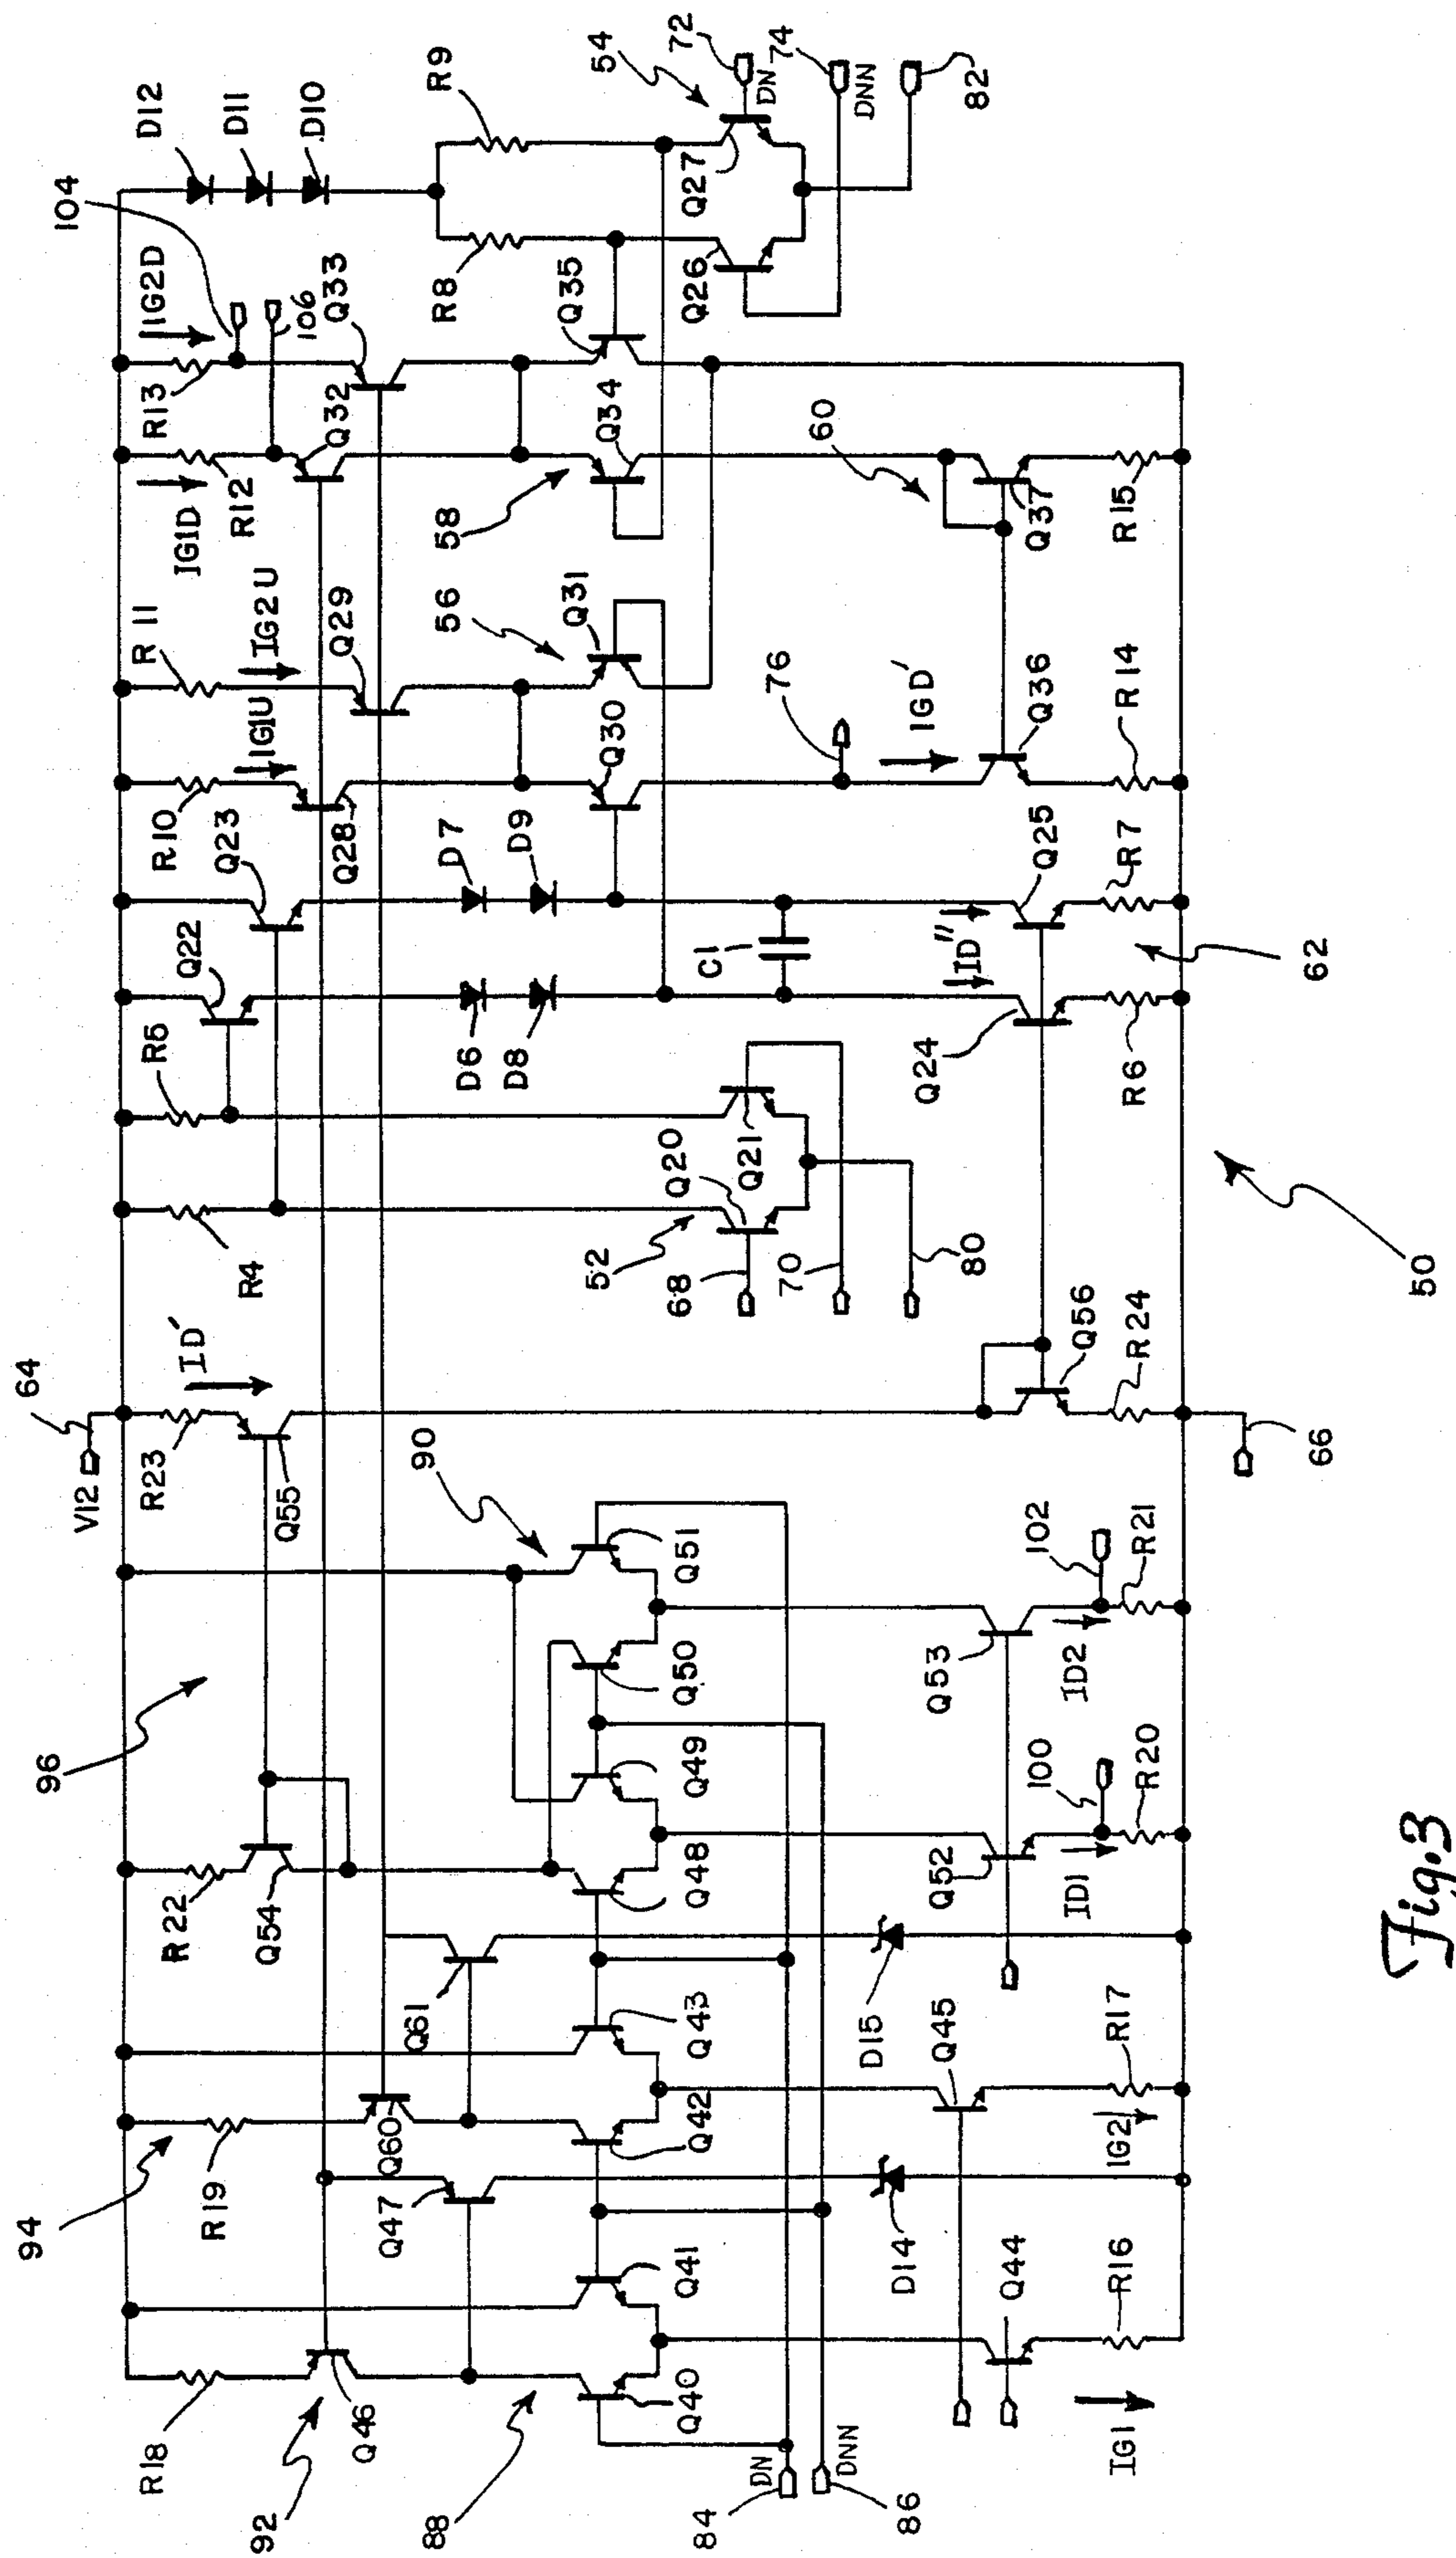 D12
D11
D10
R9
54
72
DN
74
DNN
82
Q27
104
IG2D
106
Q33
R13
R8
Q35
Q26
Q32
IG1D
R12
Q34
58
60
Q37
R15
R11
IG2U
Q29
56
Q31
IG1U
R10
Q28
Q30
76
IGD'
Q36
R14
Q23
D7
D9
Q25
R7
Q22
C1
ID"
62
R5
D6
D8
Q24
R6
R4
52
Q20
Q21
68
70
80
50
ID'
64
V12
R23
Q55
Q56
R24
66
90
Q51
102
R21
Q50
Q53
ID2
96
Q49
100
R20
R22
Q54
Q48
Q52
ID1
Q61
Q43
D15
Q45
R17
94
R19
Q60
Q42
IG2
Q47
Q41
D14
Q44
R16
R18
92
Q46
88
Q40
DN
84
DNN
86
IG1
Fig.3